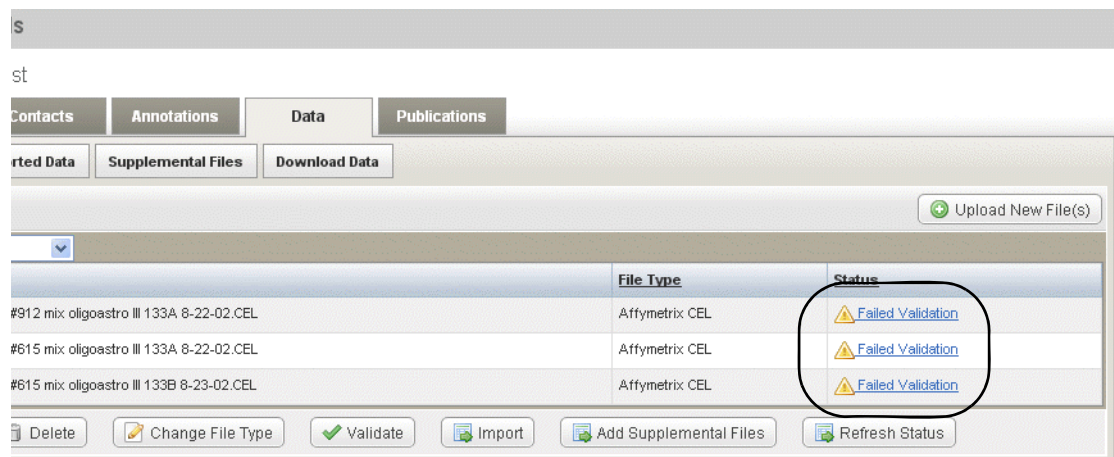 ls
st
Contacts Annotations Data Publications
rted Data Supplemental Files Download Data
Upload New File(s)
File Type Status
#912 mix oligoastro III 133A 8-22-02.CEL Affymetrix CEL Failed Validation
#615 mix oligoastro III 133A 8-22-02.CEL Affymetrix CEL Failed Validation
#615 mix oligoastro III 133B 8-23-02.CEL Affymetrix CEL Failed Validation
Delete Change File Type Validate Import Add Supplemental Files Refresh Status